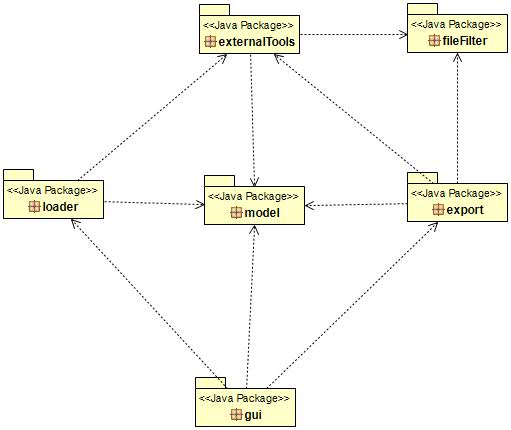 <<Java Package>>
externalTools
<<Java Package>>
fileFilter
<<Java Package>>
loader
<<Java Package>>
model
<<Java Package>>
export
<<Java Package>>
gui